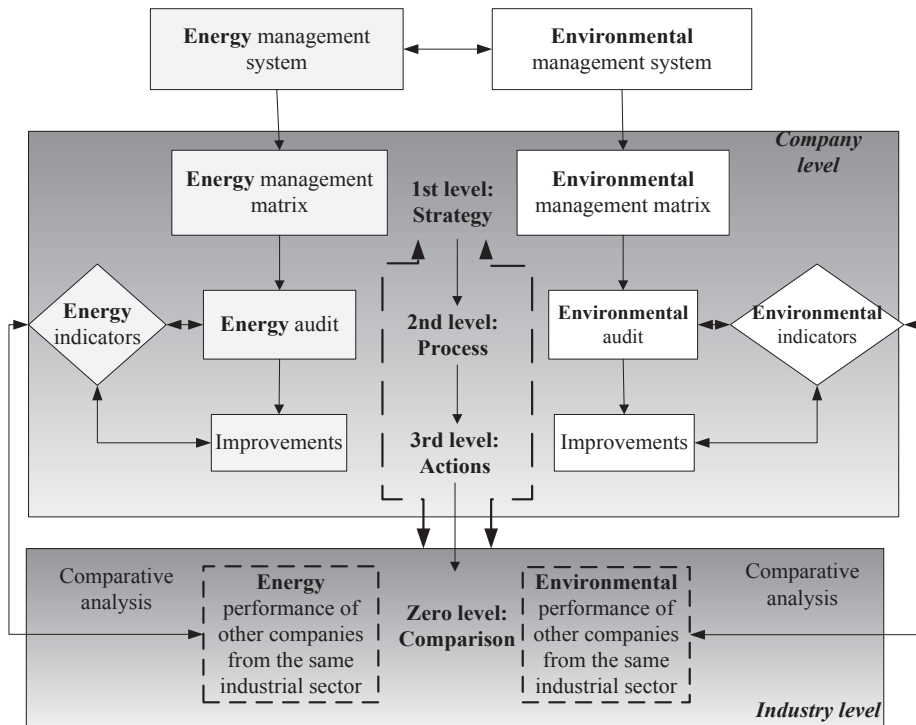 Energy management
system
Environmental
management system
Company
level
Energy management
matrix
1st level:
Strategy
Environmental
management matrix
Energy
indicators
Energy audit
2nd level:
Process
Environmental
audit
Environmental
indicators
Improvements
3rd level:
Actions
Improvements
Comparative
analysis
Energy
performance of
other companies
from the same
industrial sector
Zero level:
Comparison
Environmental
performance of
other companies
from the same
industrial sector
Comparative
analysis
Industry level